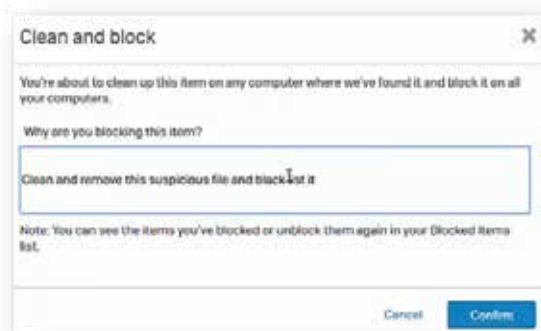 Clean and block
You're about to clean up this item on any computer where we've found it and block it on all
your computers.
Why are you blocking this item?
Clean and remove this suspicious file and blacklist it
Note: You can see the items you've blocked or unblock them again in your Blocked Items
list.
Cancel Confirm